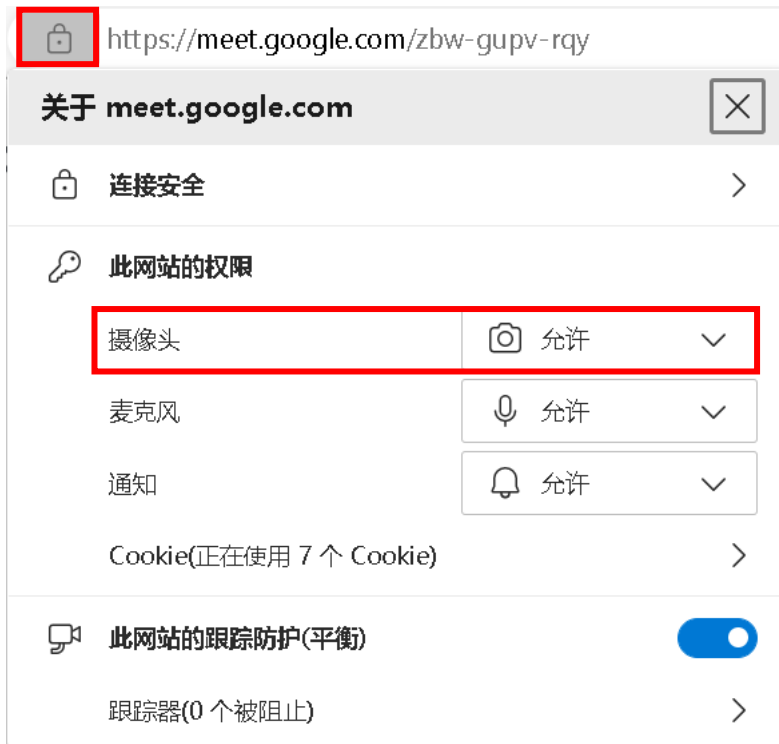 https://meet.google.com/zbw-gupv-rqy
关于 meet.google.com
连接安全
此网站的权限
摄像头 允许
麦克风 允许
通知 允许
Cookie(正在使用 7 个 Cookie)
此网站的跟踪防护(平衡)
跟踪器(0 个被阻止)